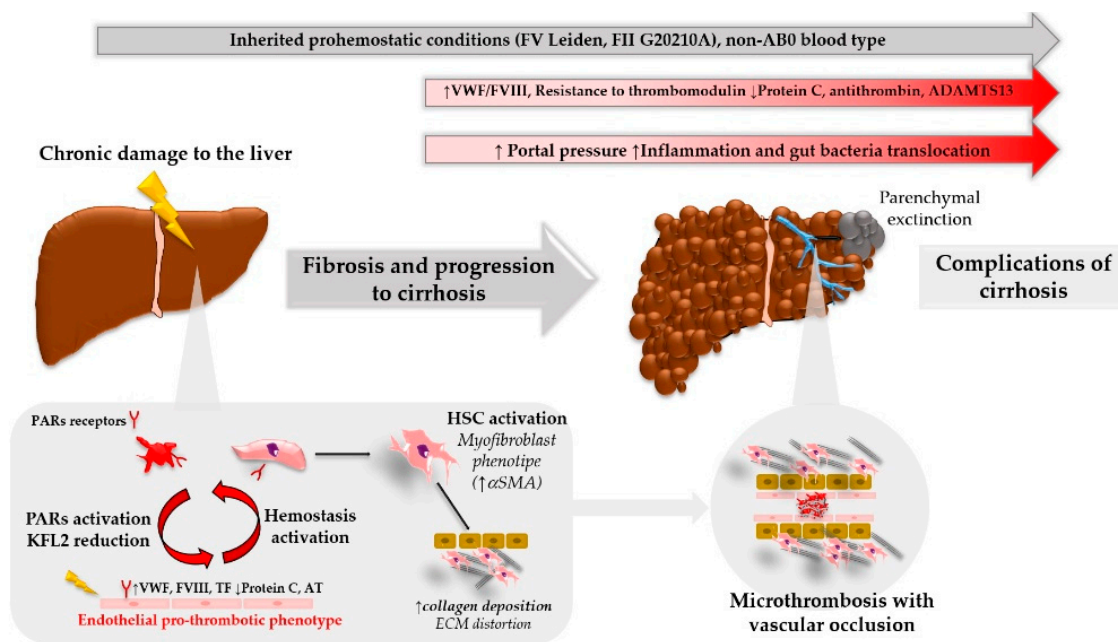 Inherited prohemostatic conditions (FV Leiden, FII G20210A), non-AB0 blood type
↑VWF/FVIII, Resistance to thrombomodulin ↓Protein C, antithrombin, ADAMTS13
↑ Portal pressure ↑Inflammation and gut bacteria translocation
Chronic damage to the liver
Parenchymal
exctinction
Fibrosis and progression
to cirrhosis
Complications of
cirrhosis
PARs receptors
HSC activation
Myofibroblast
phenotipe
(↑αSMA)
PARs activation
KFL2 reduction
Hemostasis
activation
↑VWF, FVIII, TF ↓Protein C, AT
Endothelial pro-thrombotic phenotype
↑collagen deposition
ECM distortion
Microthrombosis with
vascular occlusion